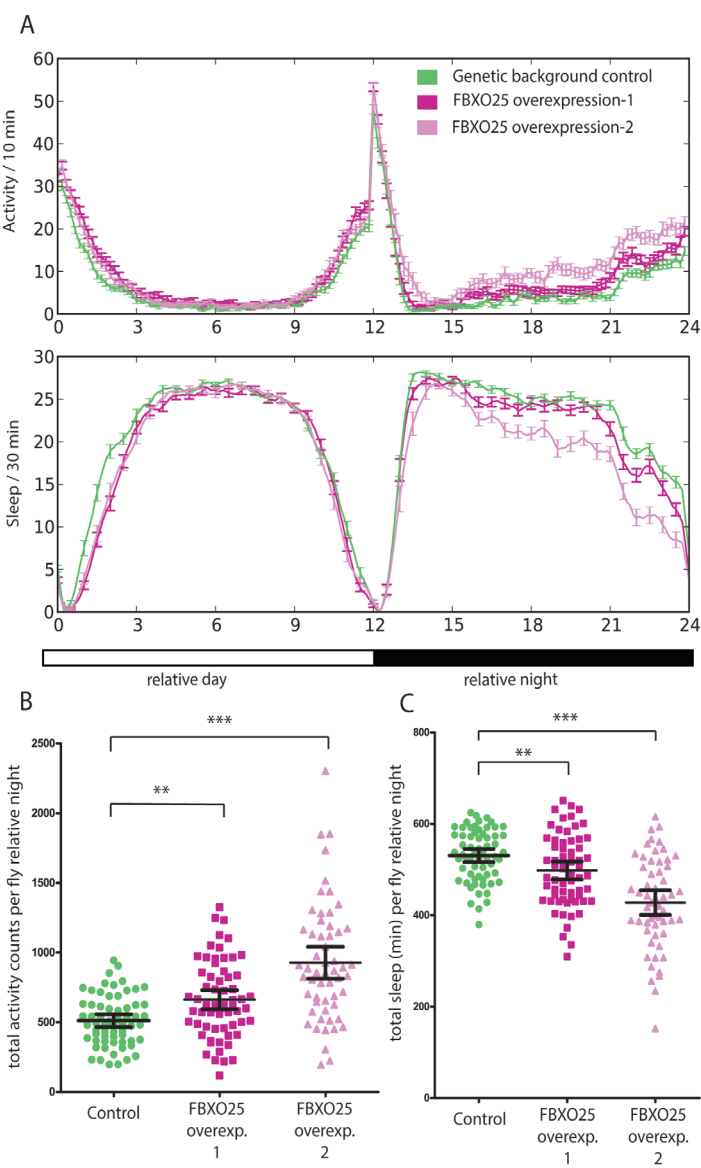 A
Activity / 10 min
60
50
40
30
20
10
0
Genetic background control
FBXO25 overexpression-1
FBXO25 overexpression-2
0 3 6 9 12 15 18 21 24
Sleep / 30 min
30
25
20
15
10
5
0
0 3 6 9 12 15 18 21 24
relative day relative night
B
total activity counts per fly relative night
2500
2000
1500
1000
500
0
***
**
Control
FBXO25
overexp.
1
FBXO25
overexp.
2
C
total sleep (min) per fly relative night
800
600
400
200
0
***
**
Control
FBXO25
overexp.
1
FBXO25
overexp.
2